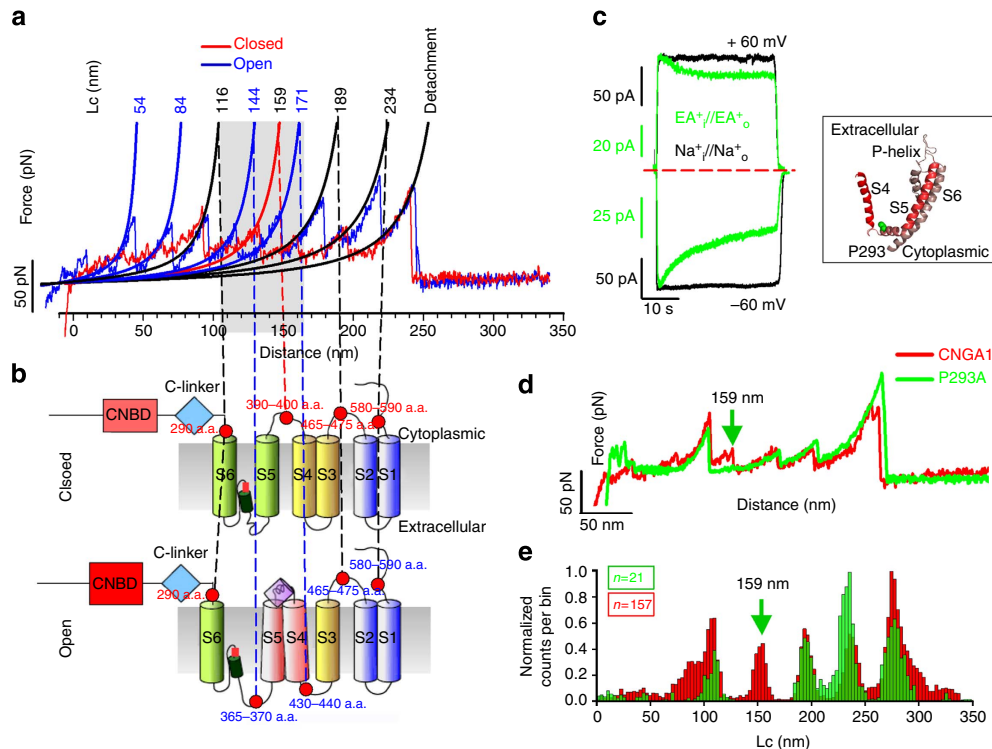 a
Closed
Open
Lc (nm)
54
84
116
144
159
171
189
234
Detachment
Force (pN)
50 pN
0
50
100
150
200
250
300
350
Distance (nm)
b
CNBD
C-linker
290 a.a.
390–400 a.a.
465–475 a.a.
580–590 a.a.
Cytoplasmic
S6
S5
S4
S3
S2
S1
Clsoed
Extracellular
CNBD
C-linker
290 a.a.
465–475 a.a.
580–590 a.a.
S6
S5
S4
S3
S2
S1
Open
430–440 a.a.
365–370 a.a.
c
+ 60 mV
50 pA
20 pA
EA+i//EA+o
Na+i//Na+o
25 pA
50 pA
–60 mV
10 s
Extracellular
P-helix
S4
S6
S5
P293
Cytoplasmic
d
CNGA1
P293A
159 nm
Force (pN)
50 pN
Distance (nm)
50 nm
e
n=21
n=157
159 nm
Normalized
counts per bin
1.0
0.8
0.6
0.4
0.2
0.0
0
50
100
150
200
250
300
350
Lc (nm)